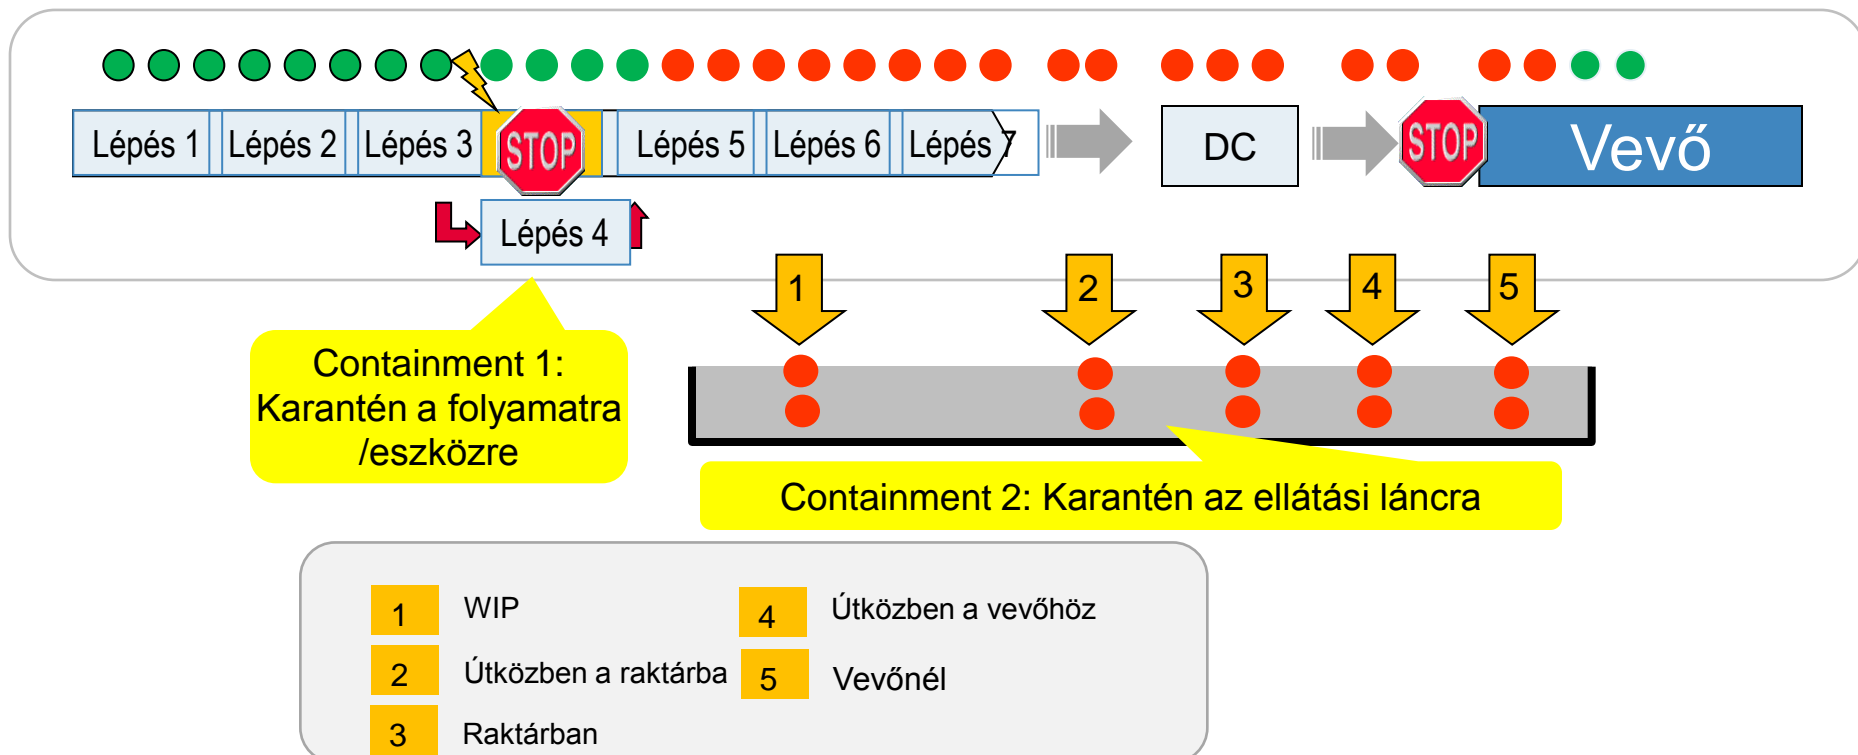 Lépés 1
Lépés 2
Lépés 3
STOP
Lépés 5
Lépés 6
Lépés 7
DC
STOP
Vevő
Lépés 4
1
2
3
4
5
Containment 1:
Karantén a folyamatra
/eszközre
Containment 2: Karantén az ellátási láncra
1 WIP
2 Útközben a raktárba
3 Raktárban
4 Útközben a vevőhöz
5 Vevőnél